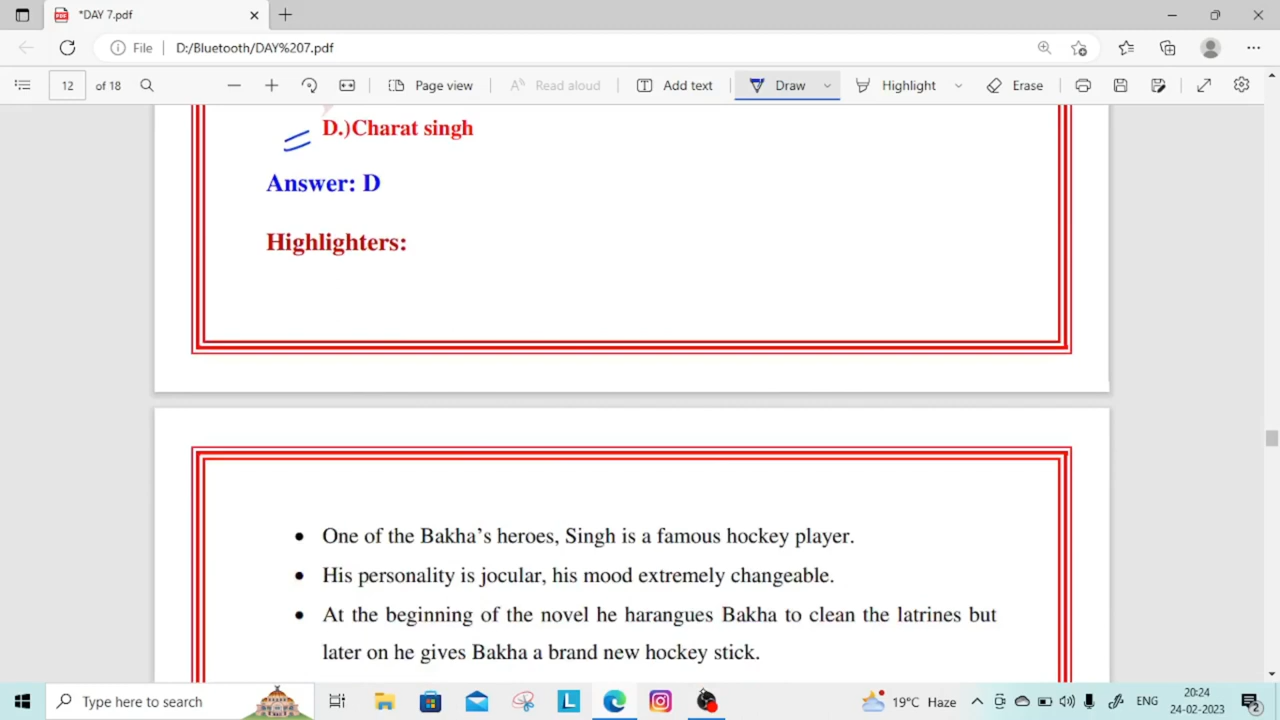 *DAY 7.pdf
File
D:/Bluetooth/DAY%207.pdf
12 of 18
Page view
Read aloud
Add text
Draw
Highlight
Erase
D.)Charat singh
Answer: D
Highlighters:
• One of the Bakha's heroes, Singh is a famous hockey player.
• His personality is jocular, his mood extremely changeable.
• At the beginning of the novel he harangues Bakha to clean the latrines but
later on he gives Bakha a brand new hockey stick.
Type here to search
L
19°C Haze
ENG
20:24
24-02-2023
2